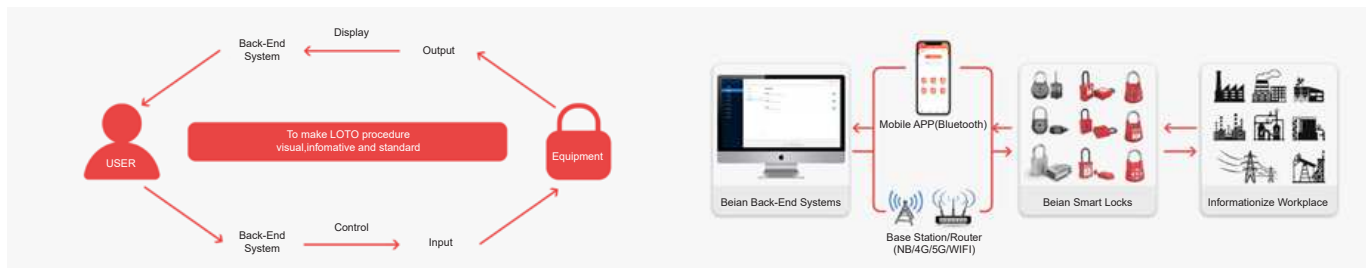 Display
Back-End
System
Output
USER
To make LOTO procedure
visual,infomative and standard
Equipment
Back-End
System
Control
Input
Mobile APP(Bluetooth)
Beian Back-End Systems
Base Station/Router
(NB/4G/5G/WIFI)
Beian Smart Locks
Informationize Workplace